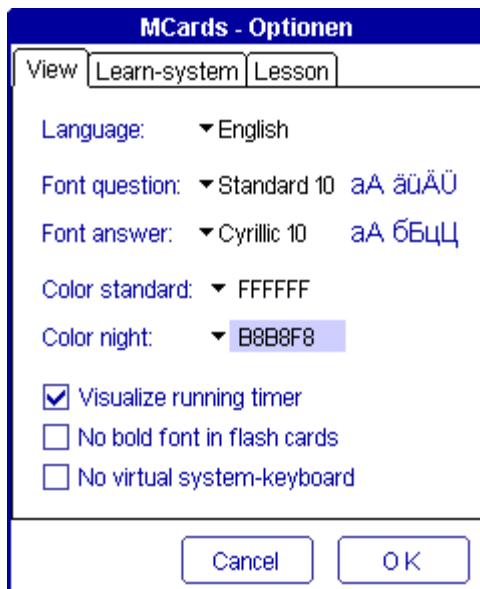 MCards - Optionen
View Learn-system Lesson
Language: English
Font question: Standard 10 aA äüÄÜ
Font answer: Cyrillic 10 aA бБцЦ
Color standard: FFFFFF
Color night: B8B8F8
Visualize running timer
No bold font in flash cards
No virtual system-keyboard
Cancel OK